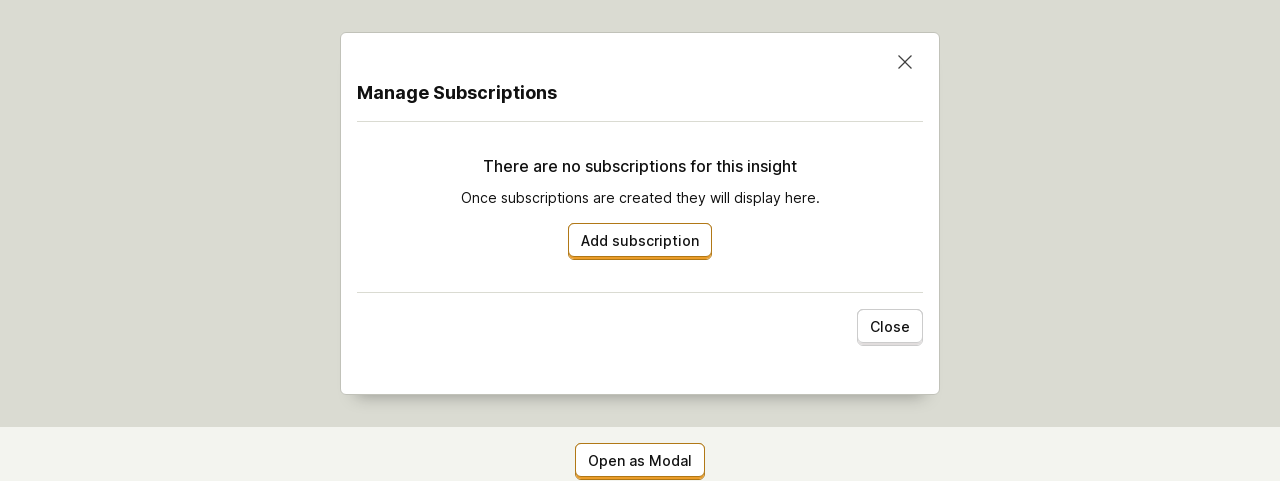 Manage Subscriptions
There are no subscriptions for this insight
Once subscriptions are created they will display here.
Add subscription
Close
Open as Modal